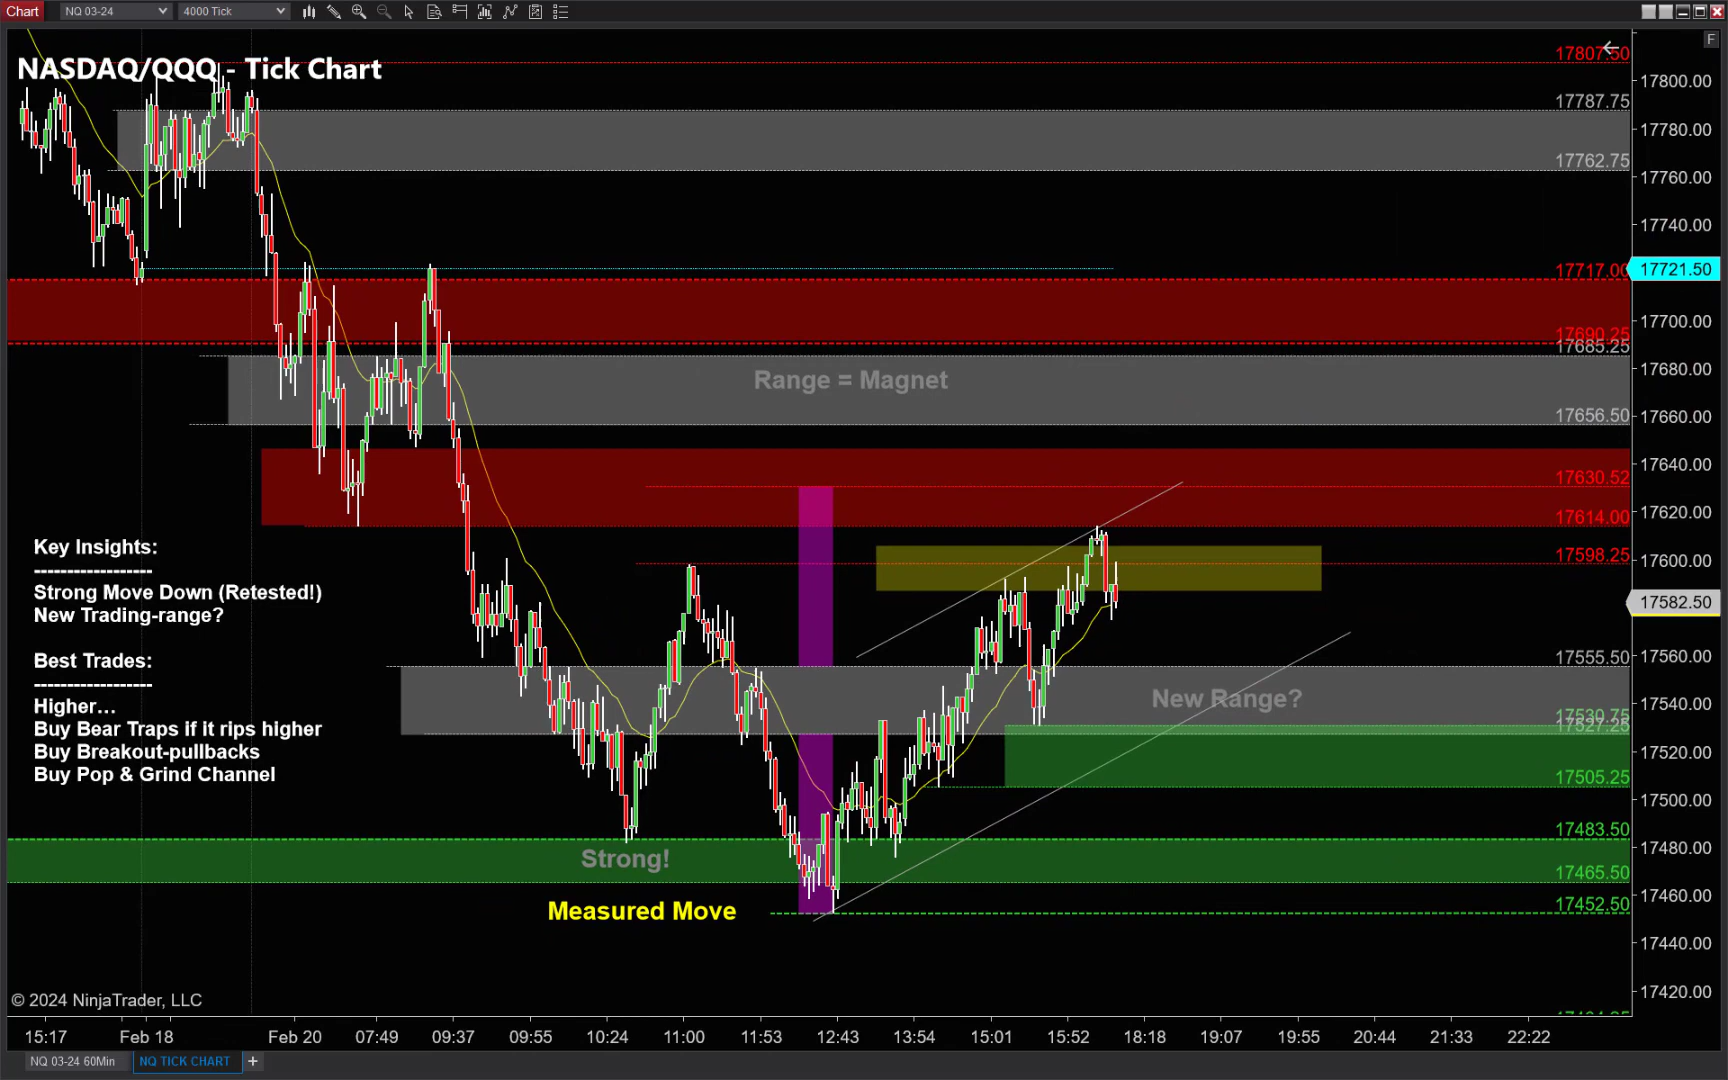 Chart
NQ 03-24
4000 Tick
F
NASDAQ/QQQ - Tick Chart
17807.50
17800.00
17787.75
17780.00
17762.75
17760.00
17740.00
17717.00
17721.50
17700.00
17690.25
17685.25
Range = Magnet
17680.00
17656.50
17660.00
17640.00
17630.52
17614.00
17620.00
17598.25
17600.00
17582.50
Key Insights:
-----------------
Strong Move Down (Retested!)
New Trading-range?
Best Trades:
-----------------
Higher...
Buy Bear Traps if it rips higher
Buy Breakout-pullbacks
Buy Pop & Grind Channel
17555.50
17560.00
New Range?
17540.00
17530.75
17527.25
17520.00
17505.25
17500.00
17483.50
17480.00
Strong!
17465.50
17460.00
Measured Move
17452.50
17440.00
17420.00
© 2024 NinjaTrader, LLC
15:17 Feb 18 Feb 20 07:49 09:37 09:55 10:24 11:00 11:53 12:43 13:54 15:01 15:52 18:18 19:07 19:55 20:44 21:33 22:22
NQ 03-24 60Min
NQ TICK CHART
+